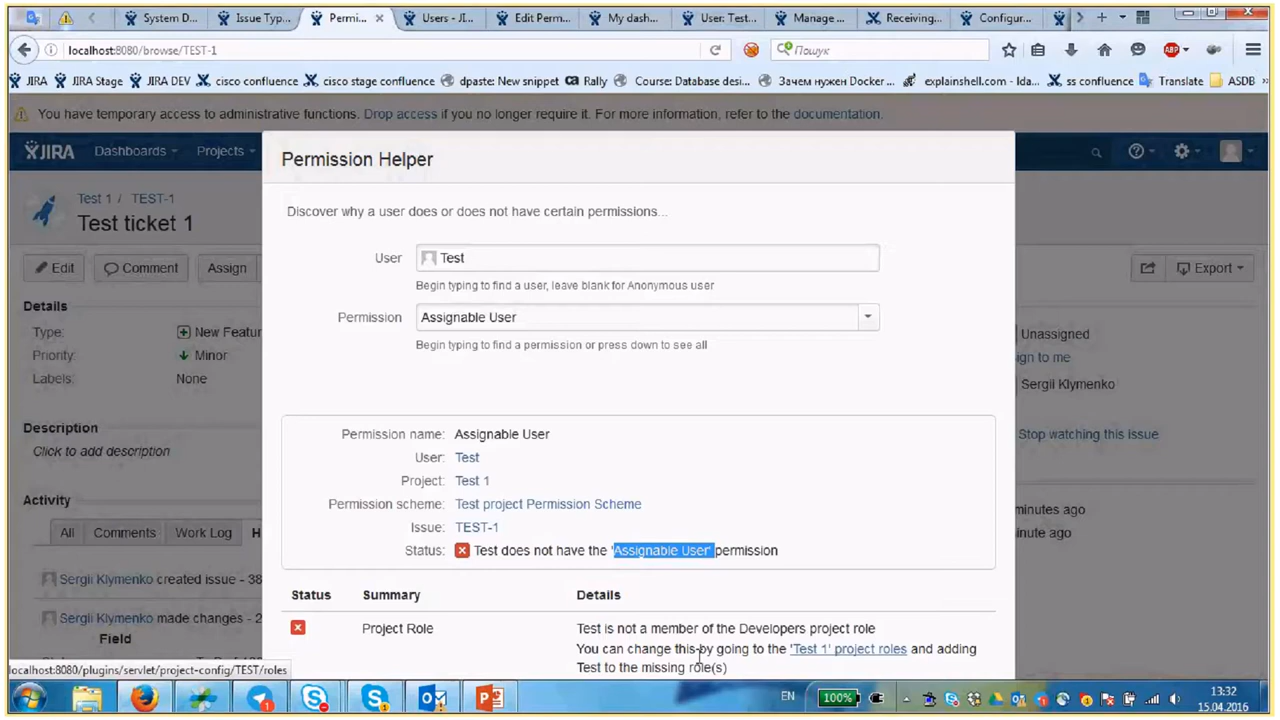 System D...
Issue Typ...
Permi...
Users - JI...
Edit Perm...
My dash...
User: Test...
Manage ...
Receiving...
Configur...
localhost:8080/browse/TEST-1
Пошук
ABP
JIRA
JIRA Stage
JIRA DEV
cisco confluence
cisco stage confluence
dpaste: New snippet
ca Rally
Course: Database desi...
Зачем нужен Docker ...
explainshell.com - Ida...
ss confluence
Translate
ASDB
You have temporary access to administrative functions. Drop access if you no longer require it. For more information, refer to the documentation.
JIRA Dashboards Projects
Permission Helper
Test 1 / TEST-1
Test ticket 1
Discover why a user does or does not have certain permissions...
Edit Comment Assign
Export
User Test
Begin typing to find a user, leave blank for Anonymous user
Permission Assignable User
Begin typing to find a permission or press down to see all
Details
Type: New Featur
Priority: Minor
Labels: None
Unassigned
ign to me
Sergii Klymenko
Stop watching this issue
minutes ago
inute ago
Description
Click to add description
Activity
All Comments Work Log H
Sergii Klymenko created issue - 38
Sergii Klymenko made changes - 2
Field
Permission name: Assignable User
User: Test
Project: Test 1
Permission scheme: Test project Permission Scheme
Issue: TEST-1
Status: Test does not have the 'Assignable User' permission
Status Summary Details
Project Role Test is not a member of the Developers project role
You can change this by going to the 'Test 1' project roles and adding
Test to the missing role(s)
localhost:8080/plugins/servlet/project-config/TEST/roles
EN
100%
13:32
15.04.2016